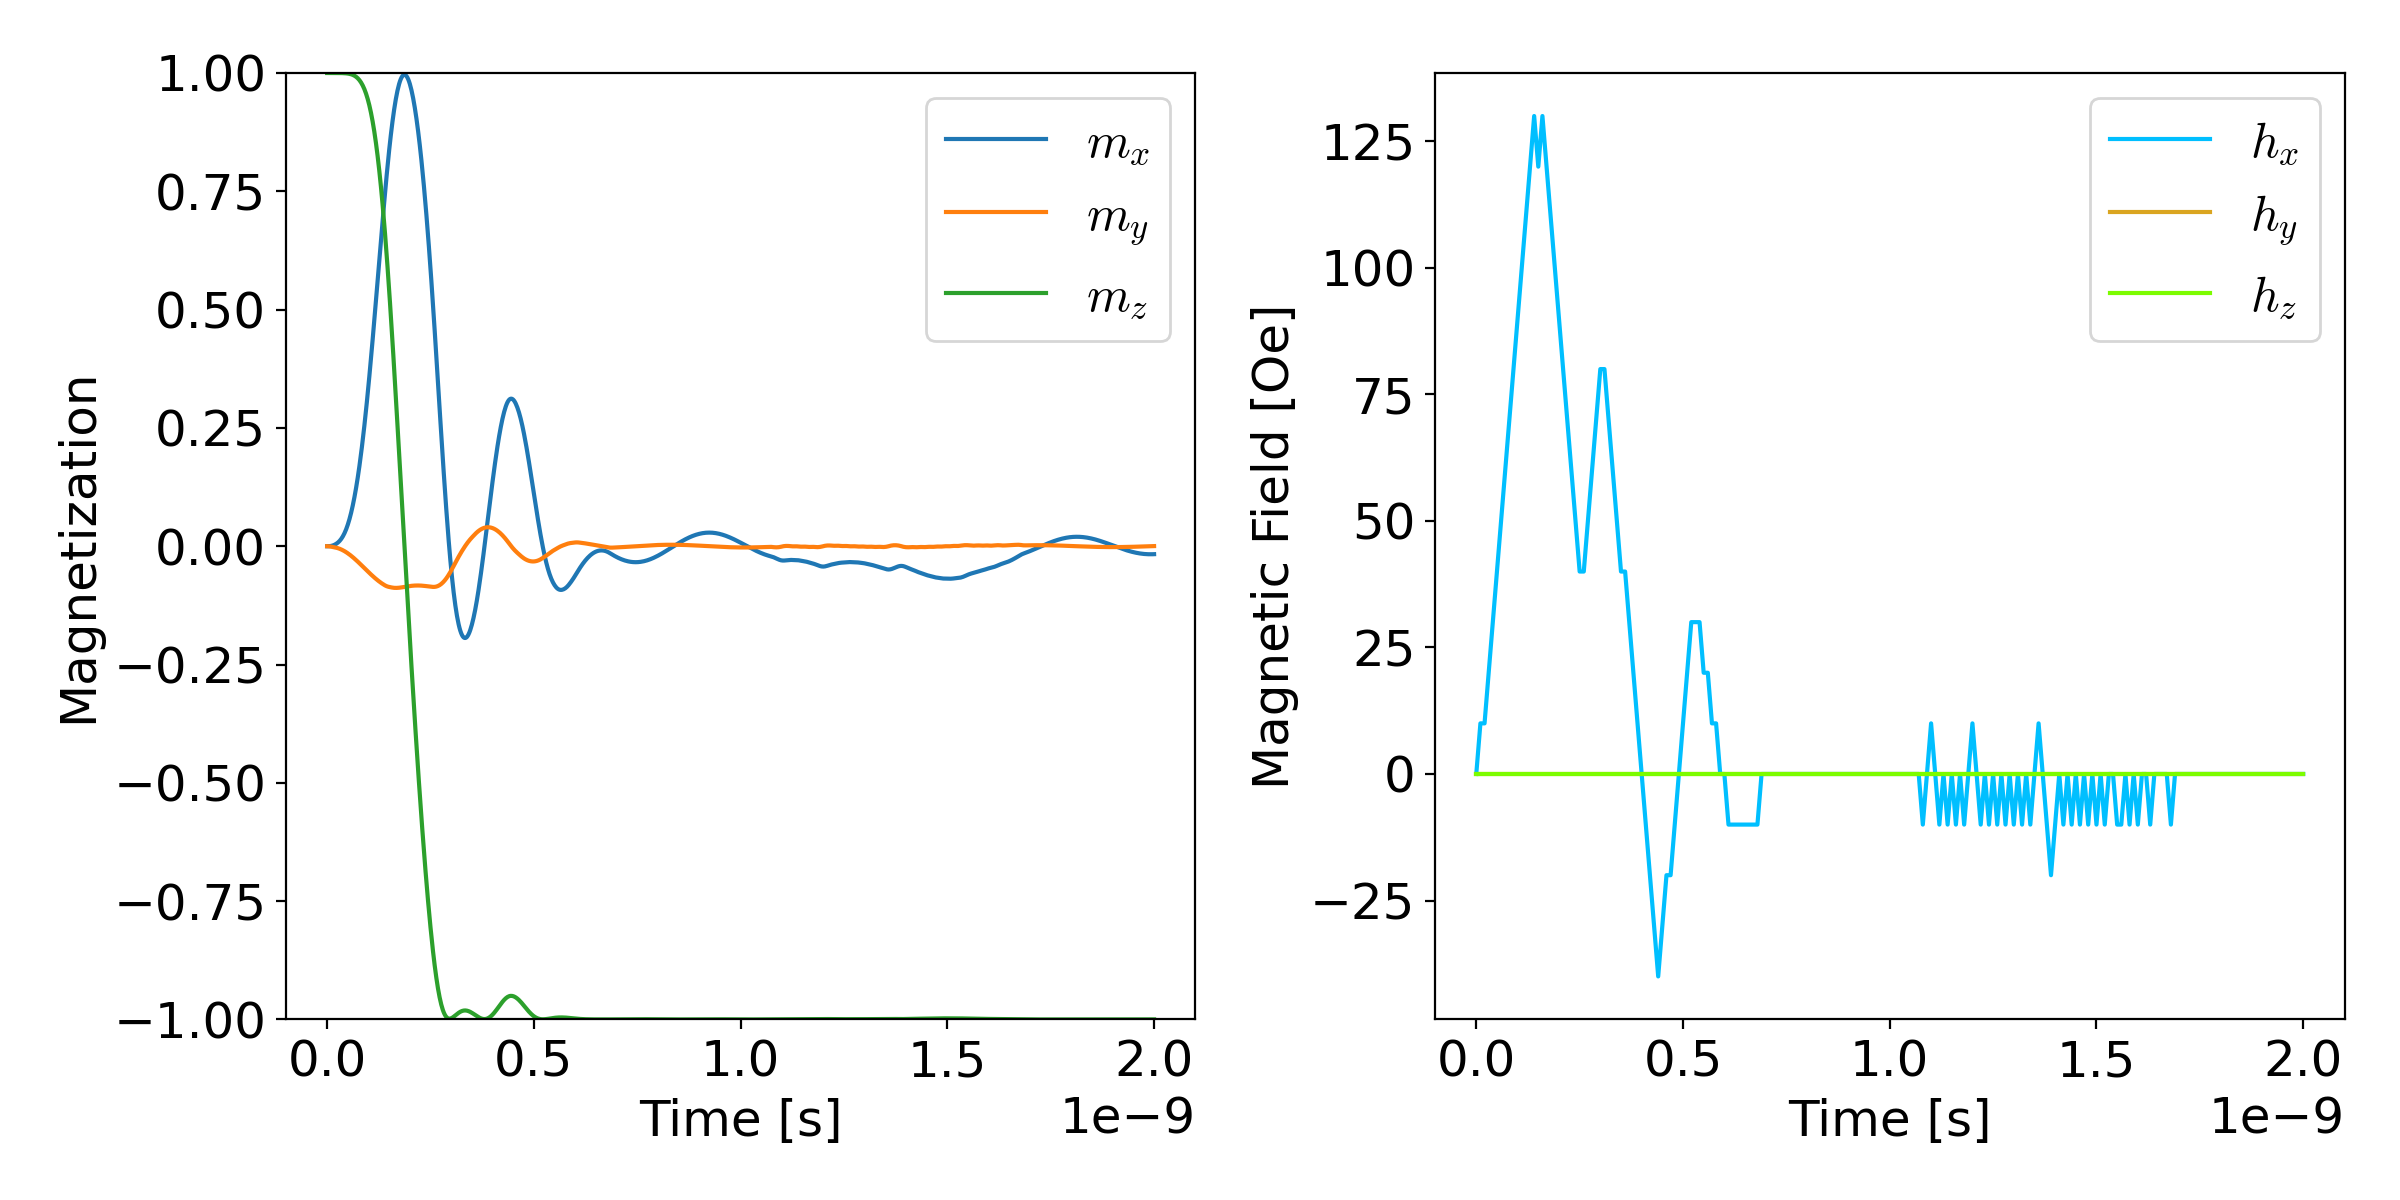 Magnetization
1.00
0.75
0.50
0.25
0.00
−0.25
−0.50
−0.75
−1.00
0.0 0.5 1.0 1.5 2.0
Time [s]
1e−9
m_x
m_y
m_z
Magnetic Field [Oe]
125
100
75
50
25
0
−25
0.0 0.5 1.0 1.5 2.0
Time [s]
1e−9
h_x
h_y
h_z